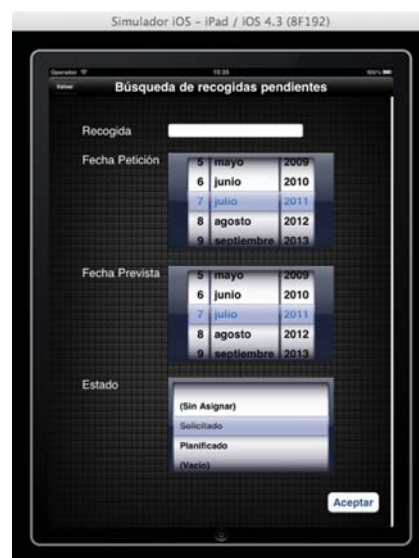 Simulador iOS - iPad / iOS 4.3 (8F192)
Operador 10:35 100%
Volver Búsqueda de recogidas pendientes
Recogida
Fecha Petición
5 mayo 2009
6 junio 2010
7 julio 2011
8 agosto 2012
9 septiembre 2013
Fecha Prevista
5 mayo 2009
6 junio 2010
7 julio 2011
8 agosto 2012
9 septiembre 2013
Estado
(Sin Asignar)
Solicitado
Planificado
(Vacio)
Aceptar